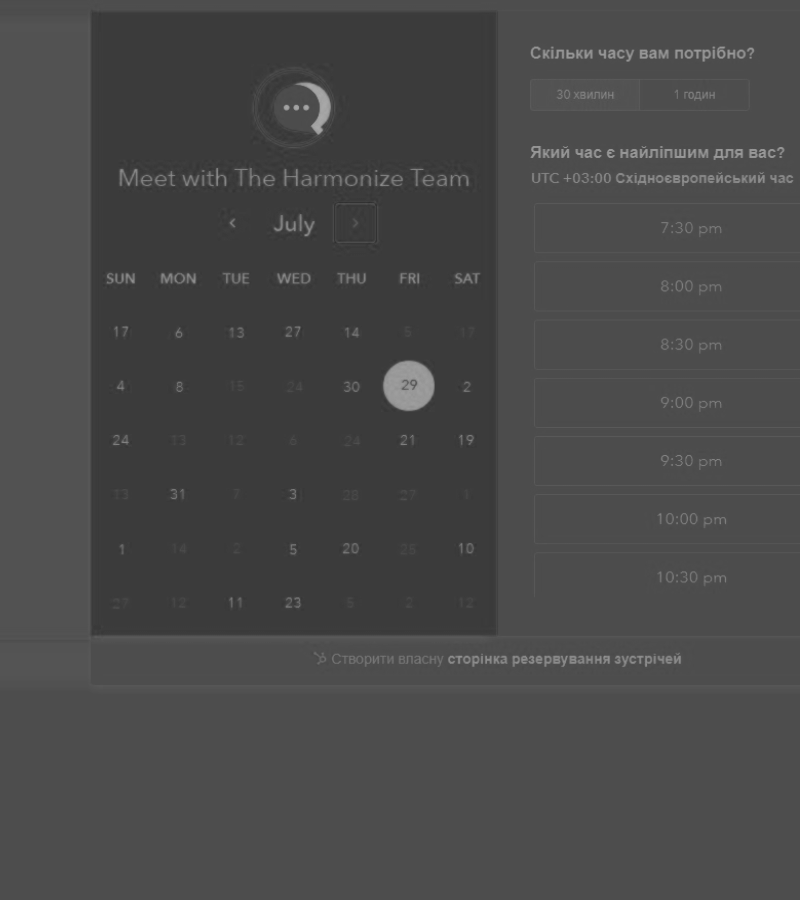 Meet with The Harmonize Team
July
SUN MON TUE WED THU FRI SAT
17 6 13 27 14 5 17
4 8 15 24 30 29 2
24 13 12 6 24 21 19
13 31 7 3 28 27 1
1 14 2 5 20 28 10
27 12 11 23 5 2 12
Скільки часу вам потрібно?
30 хвилин 1 годин
Який час є найліпшим для вас?
UTC +03:00 Східноєвропейський час
7:30 pm
8:00 pm
8:30 pm
9:00 pm
9:30 pm
10:00 pm
10:30 pm
Створити власну сторінка резервування зустрічей